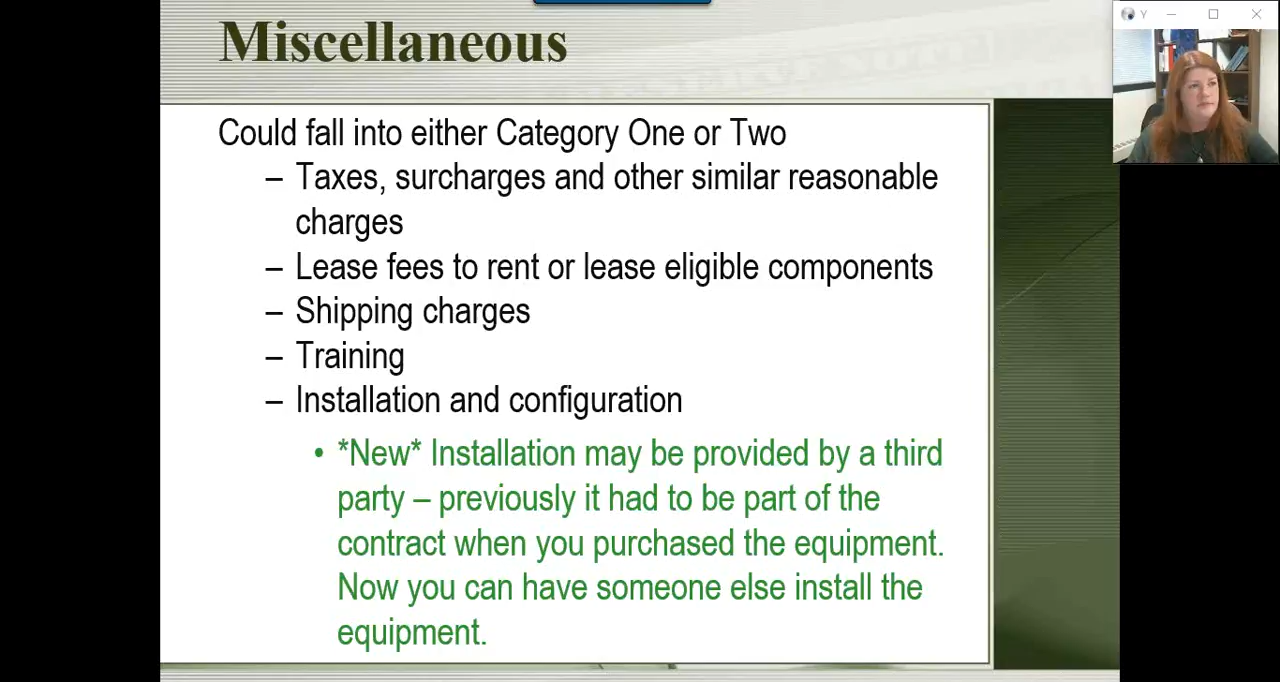 Miscellaneous
Could fall into either Category One or Two
– Taxes, surcharges and other similar reasonable
charges
– Lease fees to rent or lease eligible components
– Shipping charges
– Training
– Installation and configuration
• *New* Installation may be provided by a third
party – previously it had to be part of the
contract when you purchased the equipment.
Now you can have someone else install the
equipment.
Y